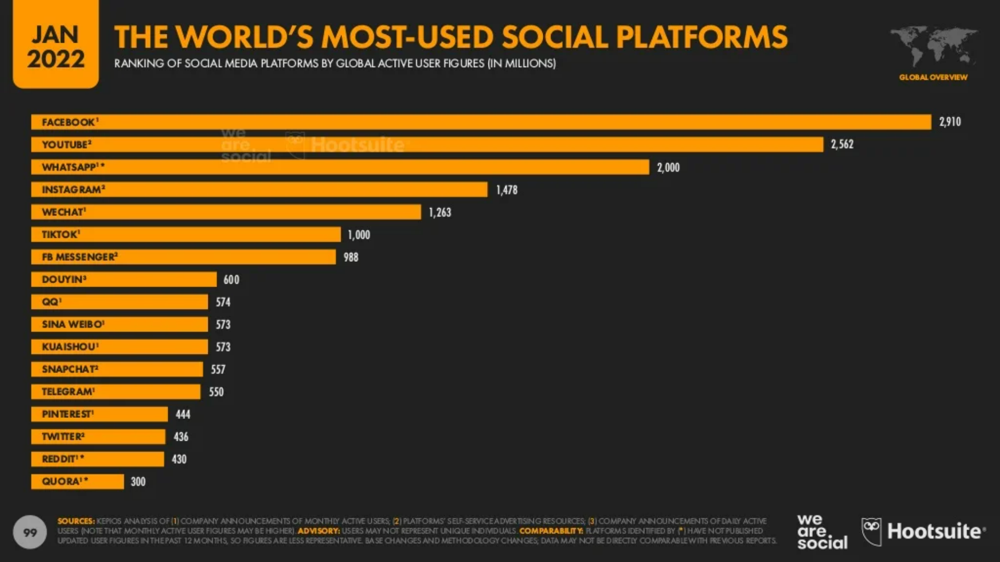 JAN
2022
THE WORLD'S MOST-USED SOCIAL PLATFORMS
RANKING OF SOCIAL MEDIA PLATFORMS BY GLOBAL ACTIVE USER FIGURES (IN MILLIONS)
GLOBAL OVERVIEW
FACEBOOK¹ 2,910
YOUTUBE² 2,562
we
are.
social
Hootsuite
WHATSAPP¹* 2,000
INSTAGRAM² 1,478
WECHAT¹ 1,263
TIKTOK¹ 1,000
FB MESSENGER² 988
DOUYIN³ 600
QQ¹ 574
SINA WEIBO¹ 573
KUAISHOU¹ 573
SNAPCHAT² 557
TELEGRAM¹ 550
PINTEREST¹ 444
TWITTER² 436
REDDIT¹* 430
QUORA¹* 300
99
SOURCES: KEPIOS ANALYSIS OF (1) COMPANY ANNOUNCEMENTS OF MONTHLY ACTIVE USERS; (2) PLATFORMS' SELF-SERVICE ADVERTISING RESOURCES; (3) COMPANY ANNOUNCEMENTS OF DAILY ACTIVE
USERS (NOTE THAT MONTHLY ACTIVE USER FIGURES MAY BE HIGHER). ADVISORY: USERS MAY NOT REPRESENT UNIQUE INDIVIDUALS. COMPARABILITY: PLATFORMS IDENTIFIED BY (*) HAVE NOT PUBLISHED
UPDATED USER FIGURES IN THE PAST 12 MONTHS, SO FIGURES ARE LESS REPRESENTATIVE. BASE CHANGES AND METHODOLOGY CHANGES; DATA MAY NOT BE DIRECTLY COMPARABLE WITH PREVIOUS REPORTS.
we
are.
social
Hootsuite®